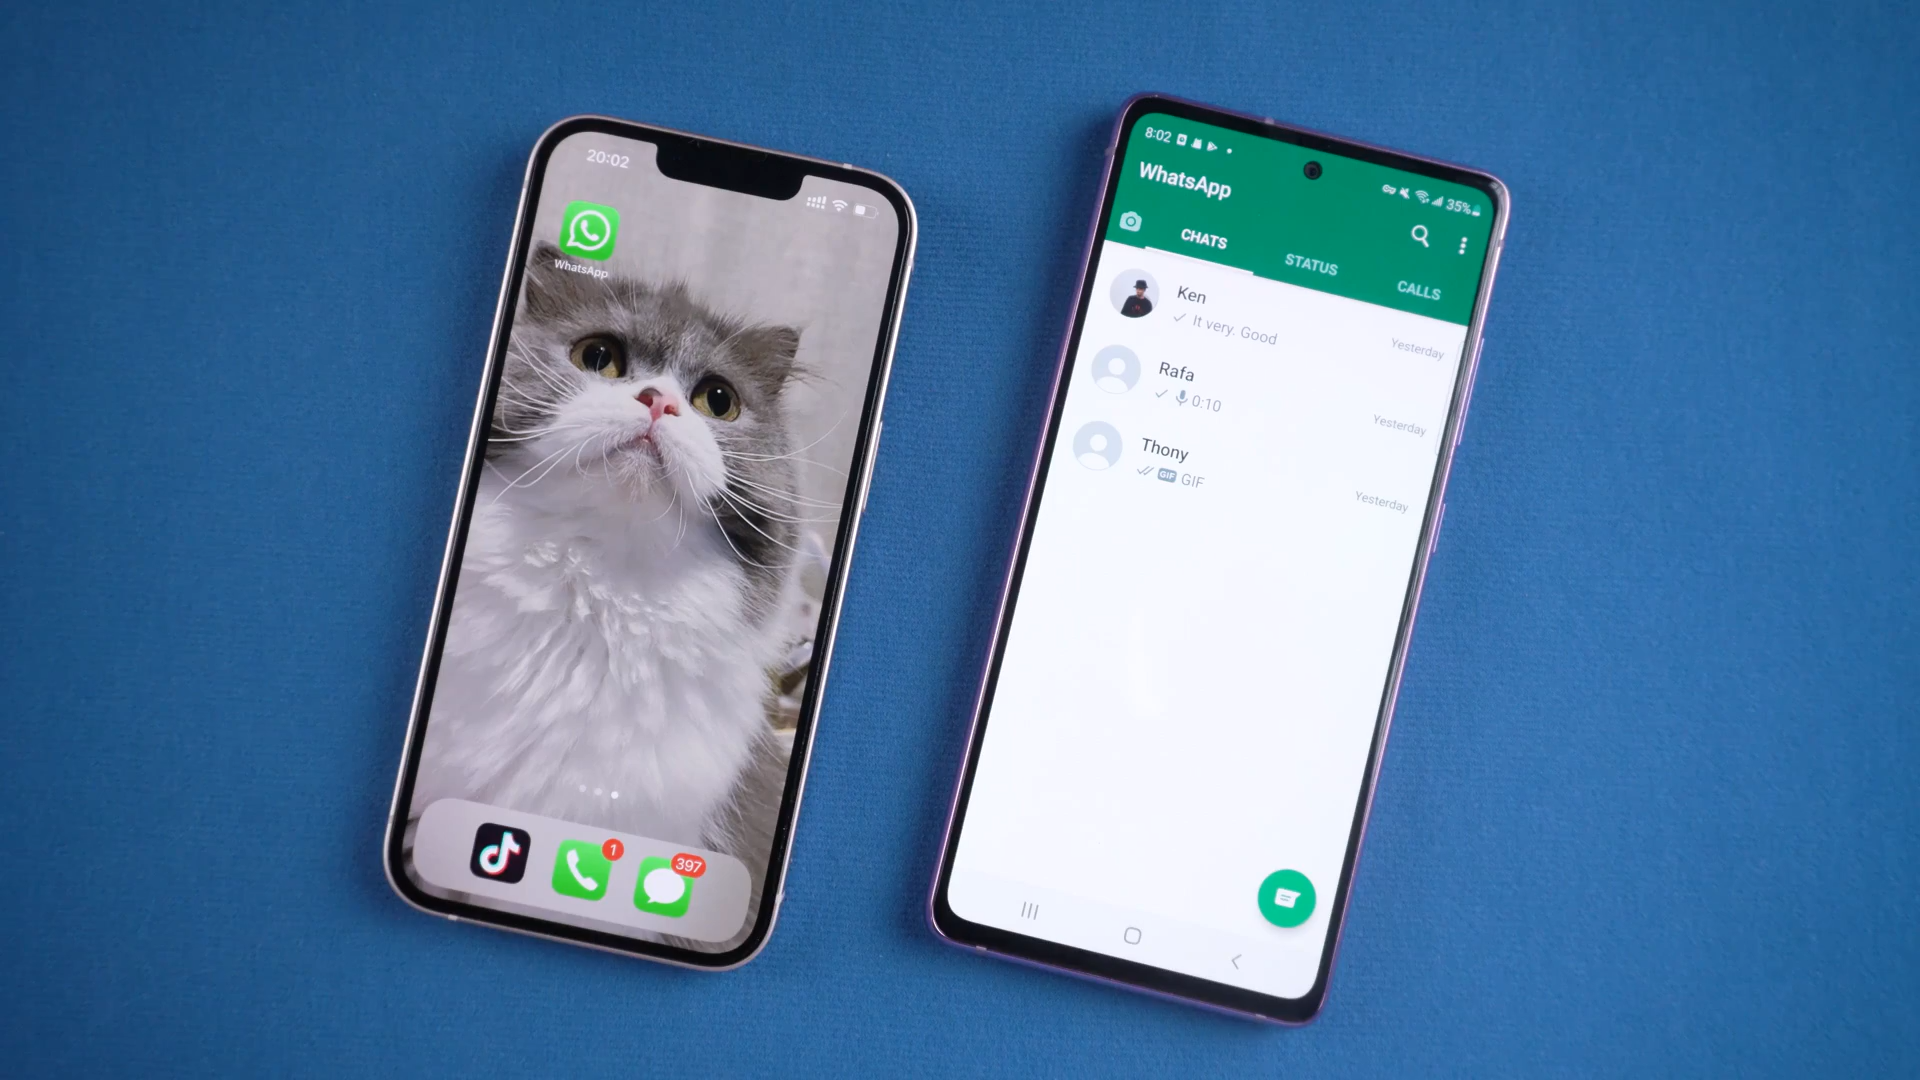 20:02
WhatsApp
1
397
8:02
35%
WhatsApp
CHATS
STATUS
CALLS
Ken
It very. Good
Yesterday
Rafa
0:10
Yesterday
Thony
GIF GIF
Yesterday